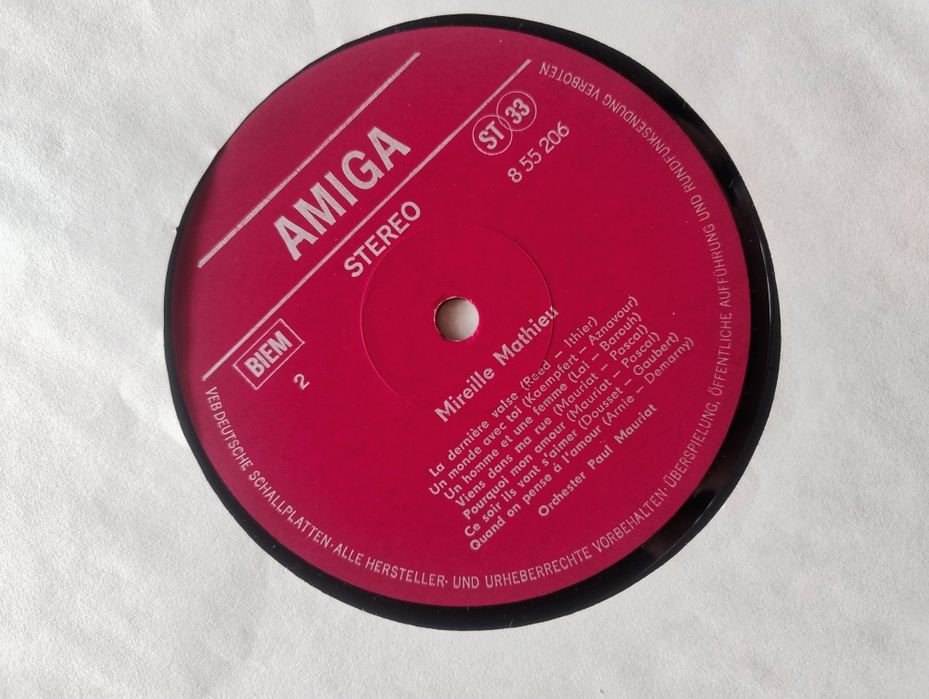 AMIGA
STEREO
ST 33
8 55 206
BIEM
2
Mireille Mathieu
La dernière valse (Reed – Ithier)
Un monde avec toi (Kaempfert – Aznavour)
Un homme et une femme (Lai – Barouh)
Viens dans ma rue (Mauriat – Pascal)
Pourquoi mon amour (Mauriat – Pascal)
Ce soir ils vont s'aimer (Dousset – Gaubert)
Quand on pense á l'amour (Arnie – Demarny)
Orchester Paul Mauriat
VEB DEUTSCHE SCHALLPLATTEN · ALLE HERSTELLER- UND URHEBERRECHTE VORBEHALTEN · ÜBERSPIELUNG, ÖFFENTLICHE AUFFÜHRUNG UND RUNDFUNKSENDUNG VERBOTEN